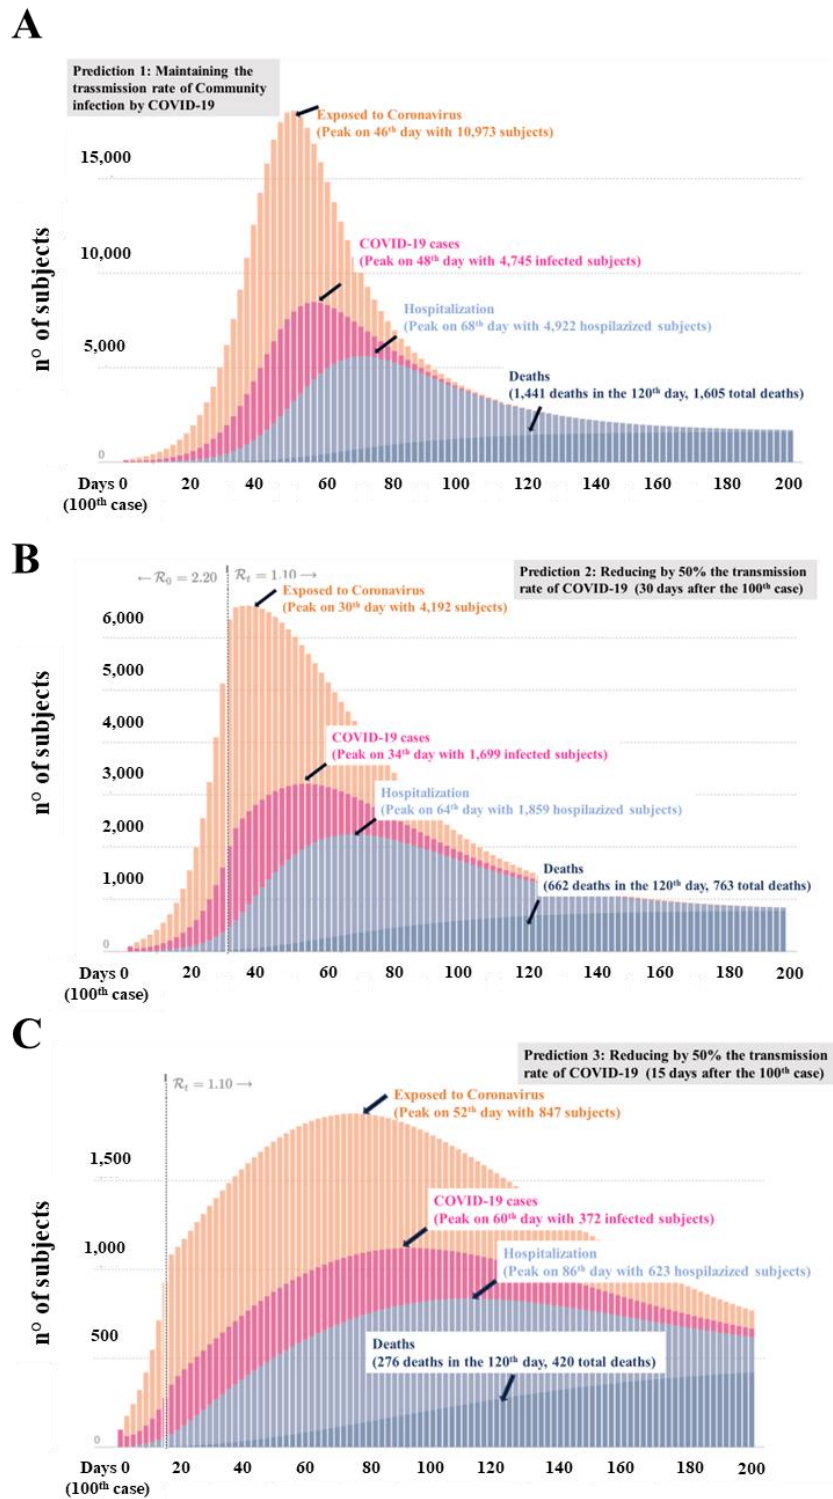 A
Prediction 1: Maintaining the
trassmission rate of Community
infection by COVID-19
Exposed to Coronavirus
(Peak on 46th day with 10,973 subjects)
15,000
COVID-19 cases
(Peak on 48th day with 4,745 infected subjects)
10,000
Hospitalization
(Peak on 68th day with 4,922 hospilazized subjects)
5,000
Deaths
(1,441 deaths in the 120th day, 1,605 total deaths)
n° of subjects
0
Days 0 20 40 60 80 100 120 140 160 180 200
(100th case)
B
← R0 = 2.20 Rt = 1.10 →
Prediction 2: Reducing by 50% the transmission
rate of COVID-19 (30 days after the 100th case)
Exposed to Coronavirus
(Peak on 30th day with 4,192 subjects)
6,000
5,000
4,000
COVID-19 cases
(Peak on 34th day with 1,699 infected subjects)
3,000
Hospitalization
(Peak on 64th day with 1,859 hospilazized subjects)
2,000
Deaths
(662 deaths in the 120th day, 763 total deaths)
1,000
n° of subjects
0
Days 0 20 40 60 80 100 120 140 160 180 200
(100th case)
C
Rt = 1.10 →
Prediction 3: Reducing by 50% the transmission
rate of COVID-19 (15 days after the 100th case)
Exposed to Coronavirus
(Peak on 52th day with 847 subjects)
1,500
COVID-19 cases
(Peak on 60th day with 372 infected subjects)
1,000
Hospitalization
(Peak on 86th day with 623 hospilazized subjects)
500
Deaths
(276 deaths in the 120th day, 420 total deaths)
n° of subjects
0
Days 0 20 40 60 80 100 120 140 160 180 200
(100th case)